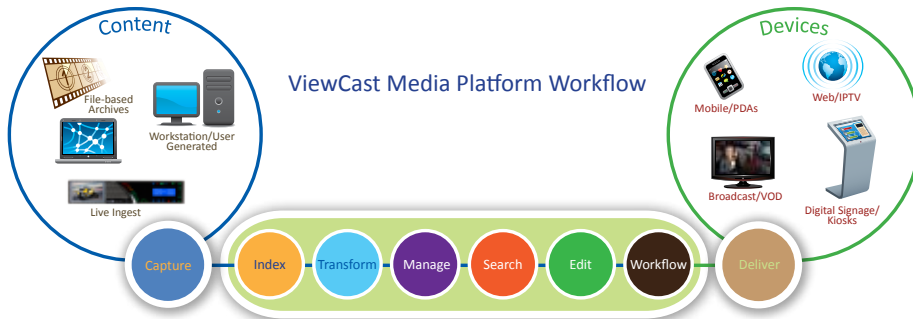 Content
Devices
ViewCast Media Platform Workflow
File-based
Archives
Workstation/User
Generated
Live Ingest
Mobile/PDAs
Web/IPTV
Broadcast/VOD
Digital Signage/
Kiosks
Capture
Index
Transform
Manage
Search
Edit
Workflow
Deliver